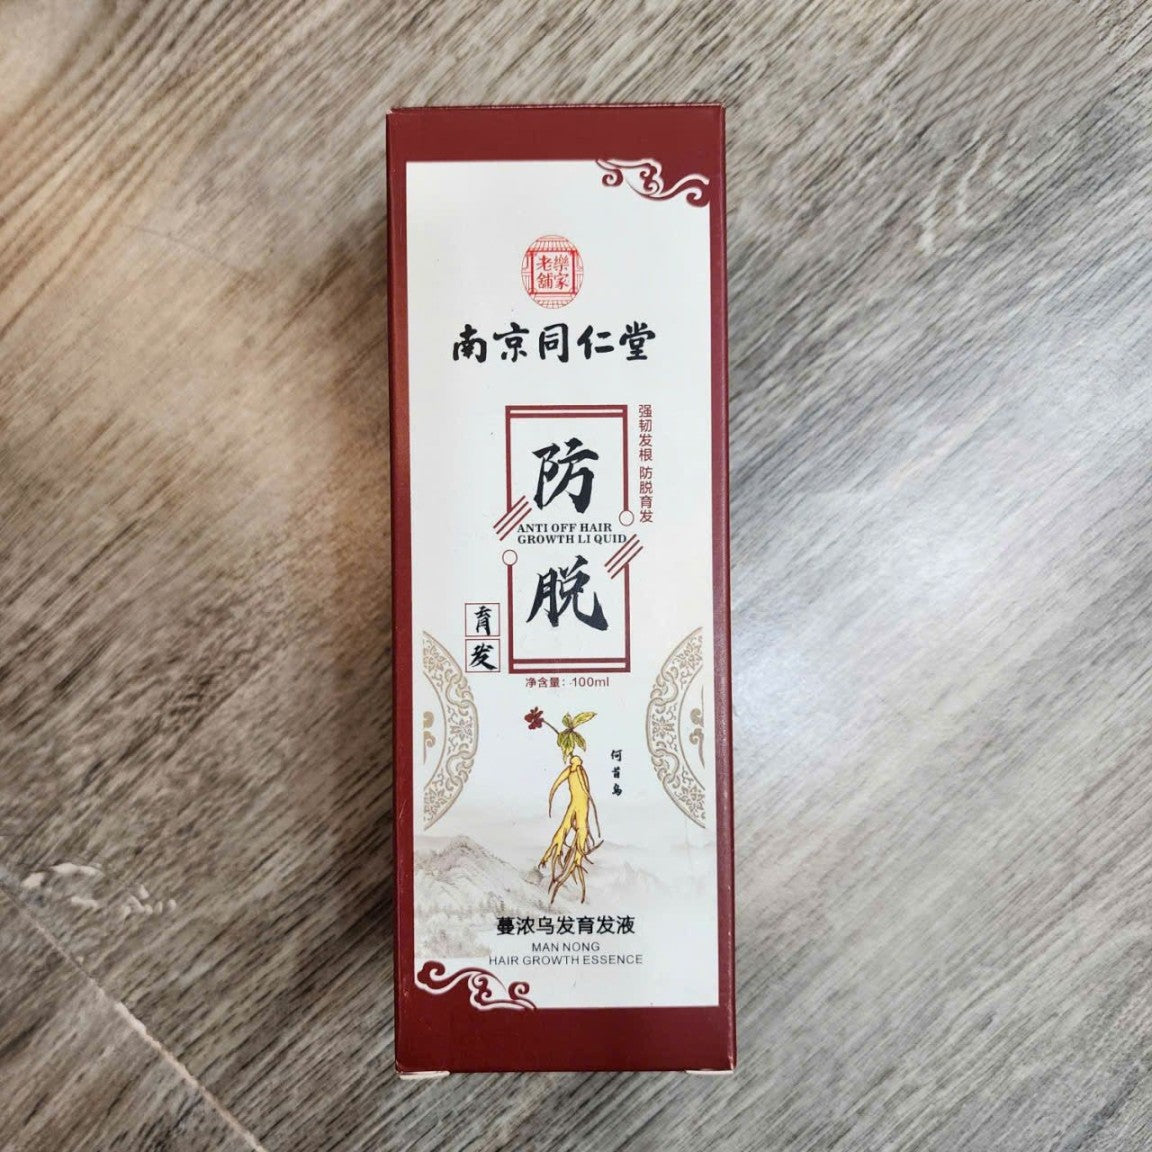 樂家
老舖
南京同仁堂
强韧发根 防脱育发
防
ANTI OFF HAIR
GROWTH LI QUID
脱
育
发
净含量：100ml
何首乌
蔓浓乌发育发液
MAN NONG
HAIR GROWTH ESSENCE